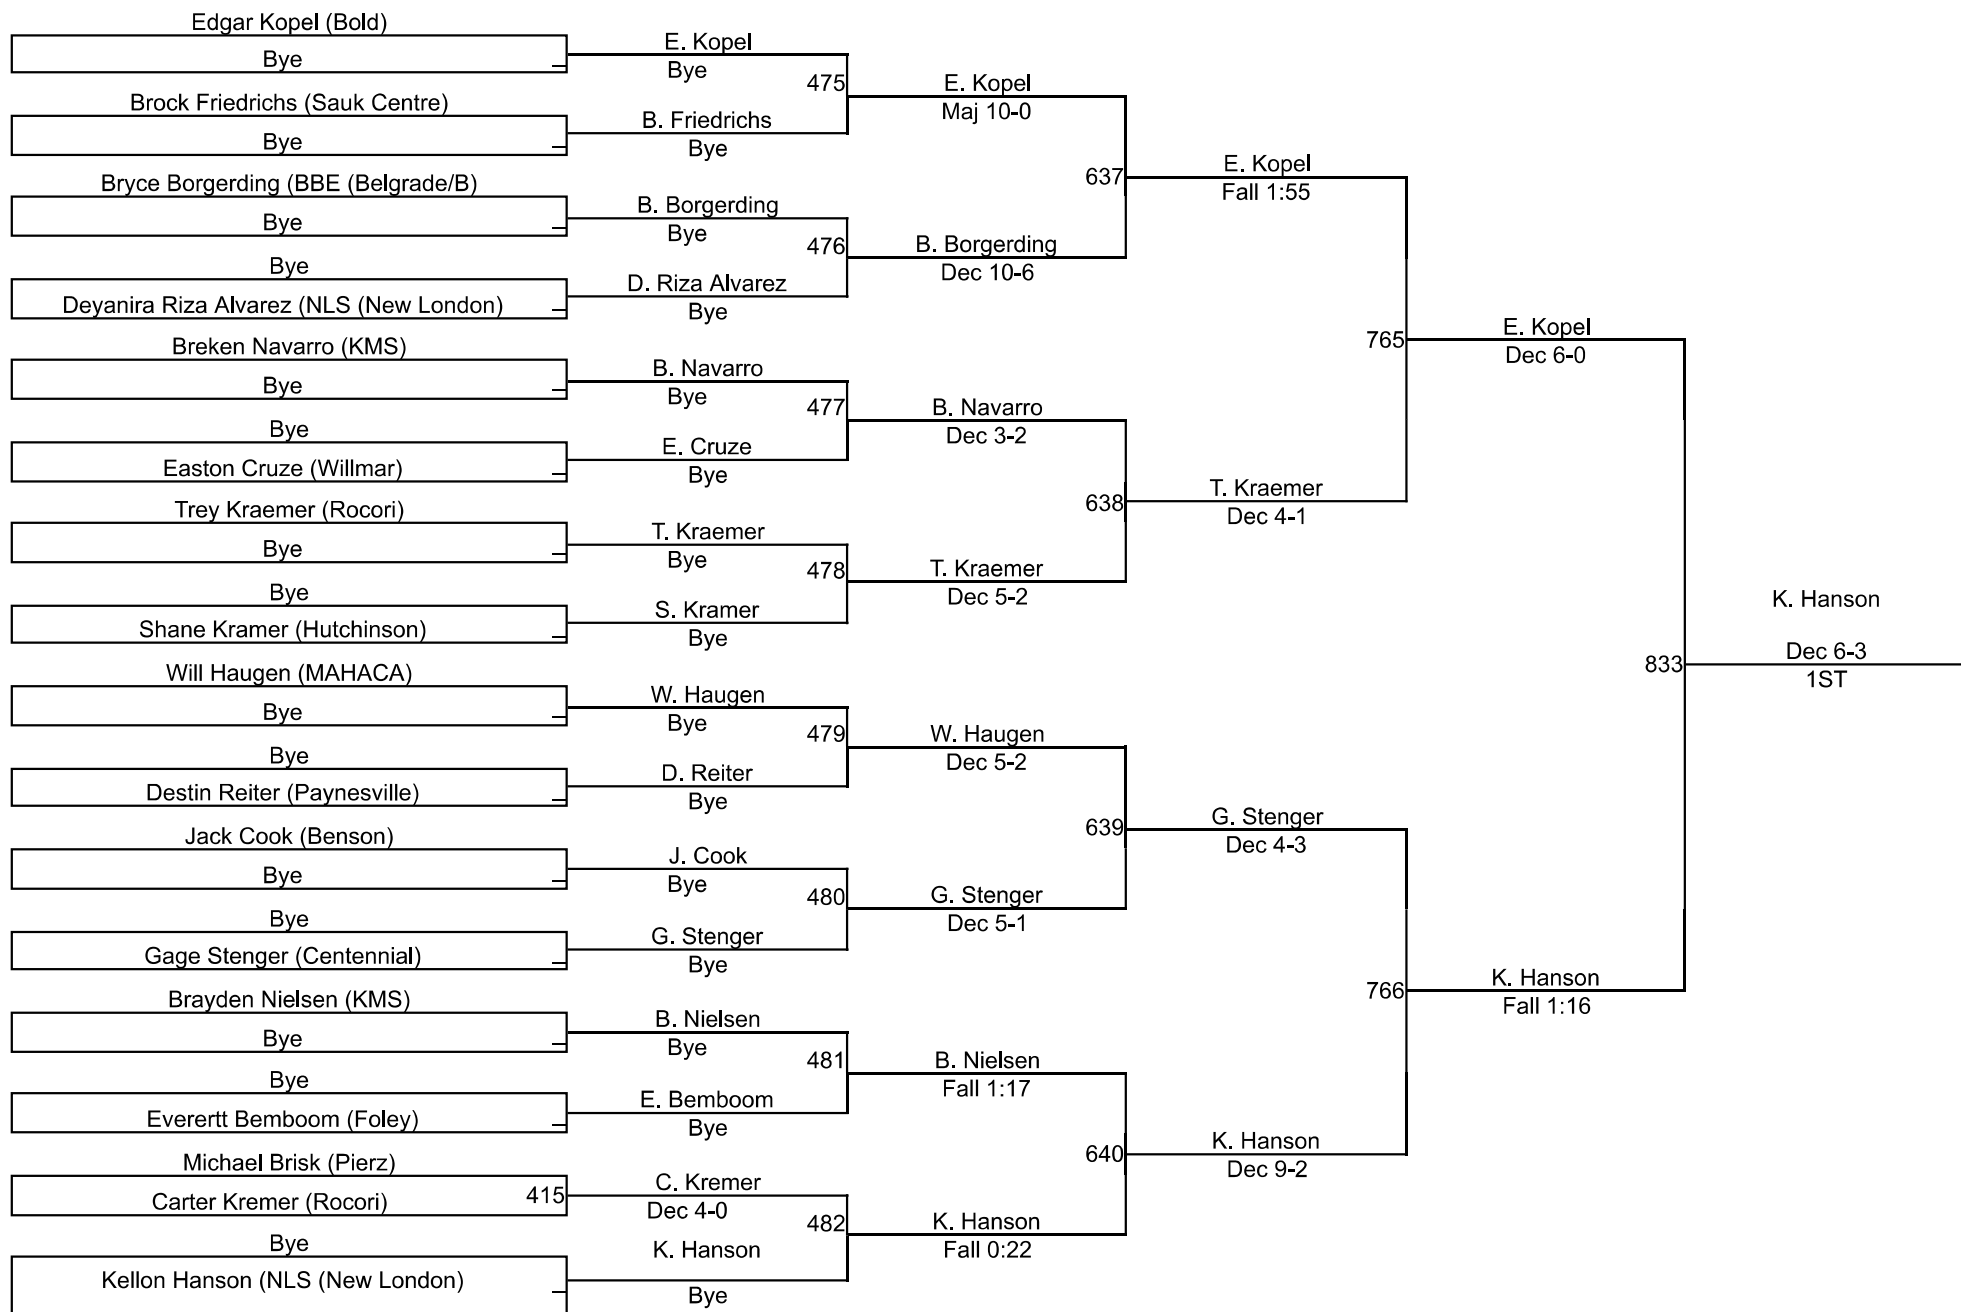 Edgar Kopel (Bold)
Bye
E. Kopel
Bye
475
E. Kopel
Maj 10-0
Brock Friedrichs (Sauk Centre)
Bye
B. Friedrichs
Bye
637
E. Kopel
Fall 1:55
Bryce Borgerding (BBE (Belgrade/B)
Bye
B. Borgerding
Bye
476
B. Borgerding
Dec 10-6
Bye
Deyanira Riza Alvarez (NLS (New London)
D. Riza Alvarez
Bye
765
E. Kopel
Dec 6-0
Breken Navarro (KMS)
Bye
B. Navarro
Bye
477
B. Navarro
Dec 3-2
Bye
Easton Cruze (Willmar)
E. Cruze
Bye
638
T. Kraemer
Dec 4-1
Trey Kraemer (Rocori)
Bye
T. Kraemer
Bye
478
T. Kraemer
Dec 5-2
Bye
Shane Kramer (Hutchinson)
S. Kramer
Bye
833
K. Hanson
Dec 6-3
1ST
Will Haugen (MAHACA)
Bye
W. Haugen
Bye
479
W. Haugen
Dec 5-2
Bye
Destin Reiter (Paynesville)
D. Reiter
Bye
639
G. Stenger
Dec 4-3
Jack Cook (Benson)
Bye
J. Cook
Bye
480
G. Stenger
Dec 5-1
Bye
Gage Stenger (Centennial)
G. Stenger
Bye
766
K. Hanson
Fall 1:16
Brayden Nielsen (KMS)
Bye
B. Nielsen
Bye
481
B. Nielsen
Fall 1:17
Bye
Everertt Bemboom (Foley)
E. Bemboom
Bye
640
K. Hanson
Dec 9-2
Michael Brisk (Pierz)
Carter Kremer (Rocori)
415
C. Kremer
Dec 4-0
482
K. Hanson
Fall 0:22
Bye
Kellon Hanson (NLS (New London)
K. Hanson
Bye